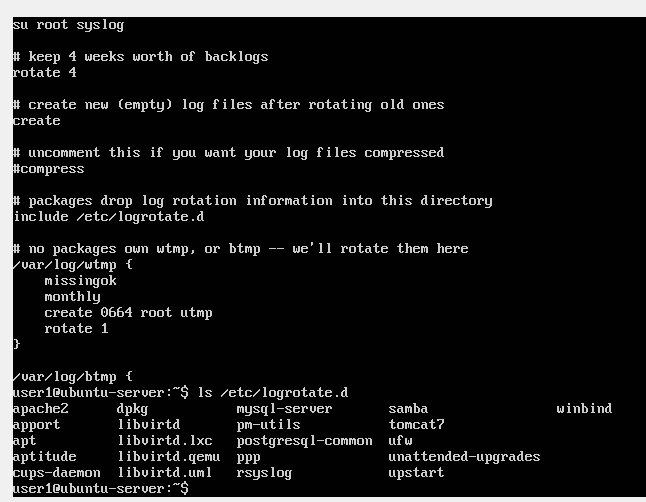 su root syslog
# keep 4 weeks worth of backlogs
rotate 4
# create new (empty) log files after rotating old ones
create
# uncomment this if you want your log files compressed
#compress
# packages drop log rotation information into this directory
include /etc/logrotate.d
# no packages own wtmp, or btmp -- we'll rotate them here
/var/log/wtmp {
    missingok
    monthly
    create 0664 root utmp
    rotate 1
}
/var/log/btmp {
user1@ubuntu-server:~$ ls /etc/logrotate.d
apache2      dpkg           mysql-server       samba                winbind
apport       libvirtd       pm-utils           tomcat7
apt          libvirtd.lxc   postgresql-common  ufw
aptitude     libvirtd.qemu  ppp                unattended-upgrades
cups-daemon  libvirtd.uml   rsyslog            upstart
user1@ubuntu-server:~$